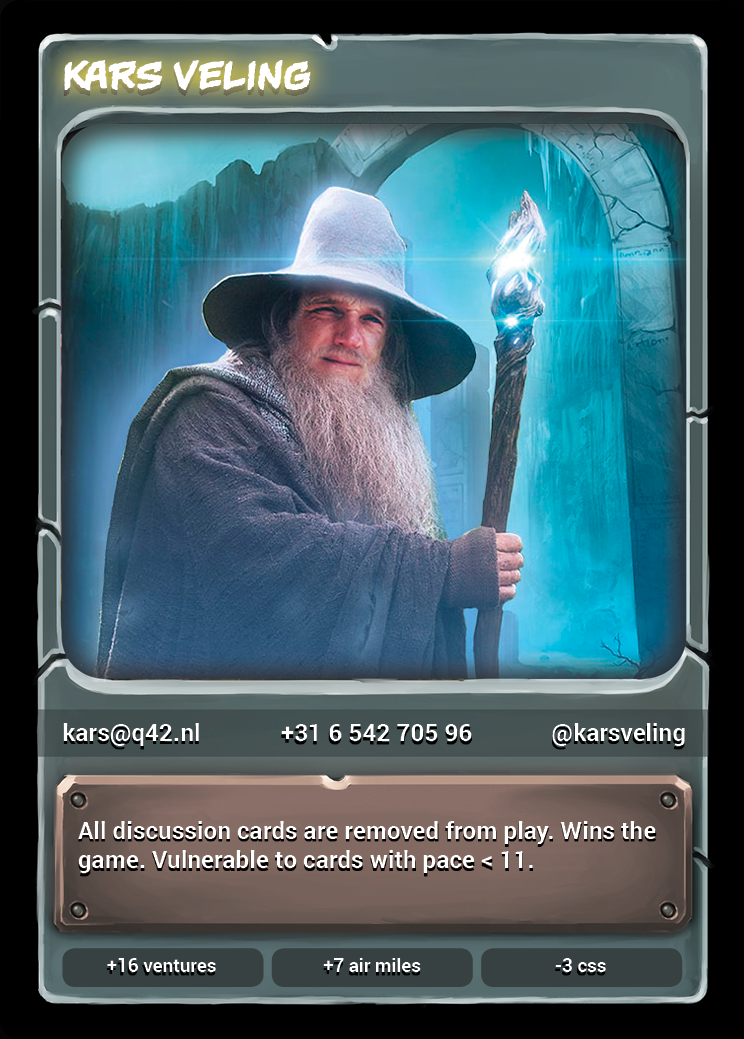 KARS VELING
kars@q42.nl +31 6 542 705 96 @karsveling
All discussion cards are removed from play. Wins the
game. Vulnerable to cards with pace < 11.
+16 ventures +7 air miles -3 css